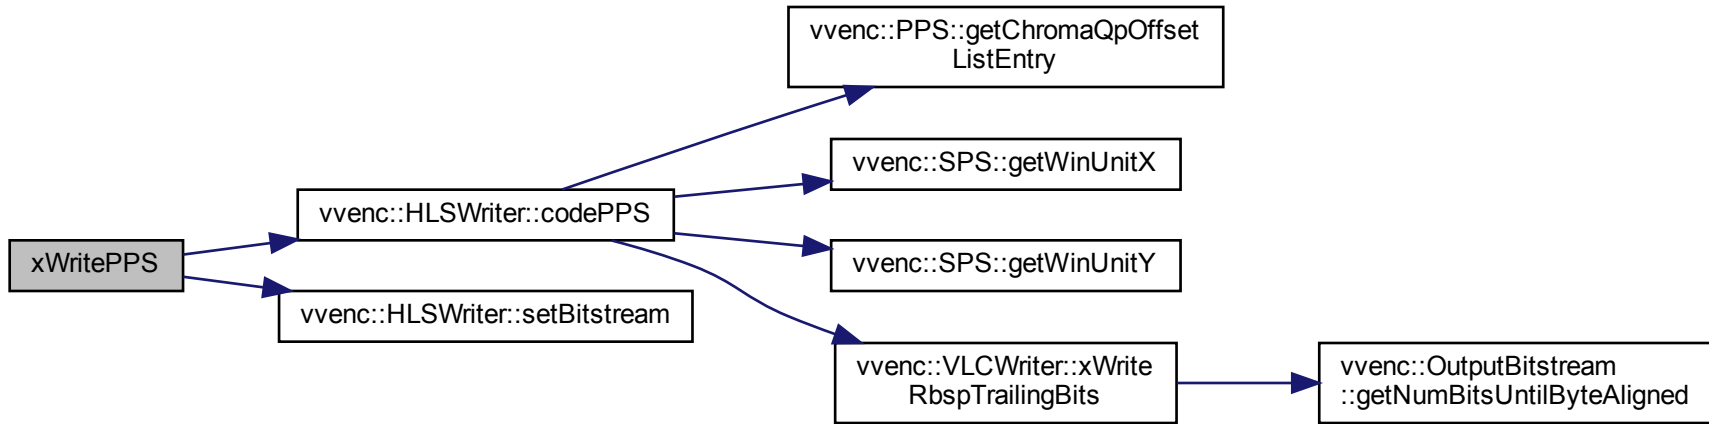 vvenc::PPS::getChromaQpOffset
ListEntry
vvenc::SPS::getWinUnitX
vvenc::HLSWriter::codePPS
xWritePPS
vvenc::SPS::getWinUnitY
vvenc::HLSWriter::setBitstream
vvenc::VLCWriter::xWrite
RbspTrailingBits
vvenc::OutputBitstream
::getNumBitsUntilByteAligned